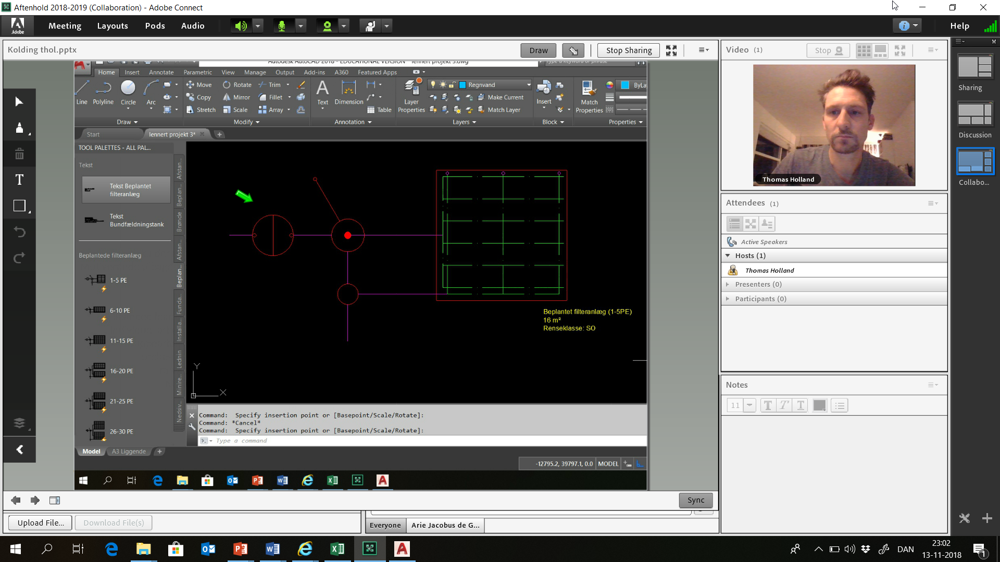 Aftenhold 2018-2019 (Collaboration) - Adobe Connect
Adobe
Meeting
Layouts
Pods
Audio
Help
Kolding thol.pptx
Draw
Stop Sharing
Autodesk AutoCAD 2018 - EDUCATIONAL VERSION - lennert projekt 3.dwg
Type a keyword or phrase
Home
Insert
Annotate
Parametric
View
Manage
Output
Add-ins
A360
Featured Apps
Line
Polyline
Circle
Arc
Move
Rotate
Trim
Copy
Mirror
Fillet
Stretch
Scale
Array
Text
Dimension
Table
Layer
Properties
Regnvand
Make Current
Match Layer
Insert
Match
Properties
ByLa
Draw
Modify
Annotation
Layers
Block
Properties
Start
lennert projekt 3*
TOOL PALETTES - ALL PAL...
Tekst
Tekst Beplantet
filteranlæg
Tekst
Bundfældningstank
Beplantede filteranlæg
1-5 PE
6-10 PE
11-15 PE
16-20 PE
21-25 PE
26-30 PE
Afstan...
Beplan...
Brønde
Afstan...
Beplan...
Funda...
Installa...
Lednin
Minire...
Nedsiv...
Beplantet filteranlæg (1-5PE)
16 m²
Renseklasse: SO
Y
X
Command:  Specify insertion point or [Basepoint/Scale/Rotate]:
Command: *Cancel*
Command:  Specify insertion point or [Basepoint/Scale/Rotate]:
Type a command
Model
A3 Liggende
-12795.2, 39797.1, 0.0
MODEL
Sync
Upload File...
Download File(s)
Everyone
Arie Jacobus de G...
Video (1)
Stop
Thomas Holland
Attendees (1)
Active Speakers
Hosts (1)
Thomas Holland
Presenters (0)
Participants (0)
Notes
11
Sharing
Discussion
Collabo...
DAN
23:02
13-11-2018
1